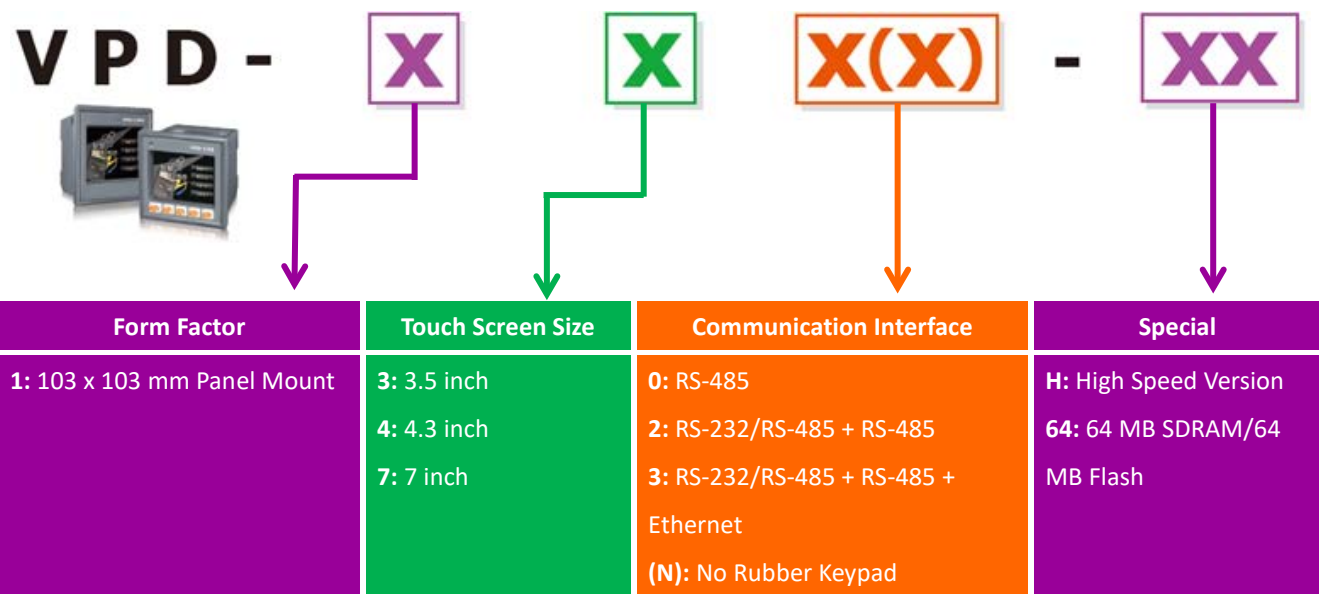 VPD- X X X(X) - XX
Form Factor
1: 103 x 103 mm Panel Mount
Touch Screen Size
3: 3.5 inch
4: 4.3 inch
7: 7 inch
Communication Interface
0: RS-485
2: RS-232/RS-485 + RS-485
3: RS-232/RS-485 + RS-485 +
Ethernet
(N): No Rubber Keypad
Special
H: High Speed Version
64: 64 MB SDRAM/64
MB Flash